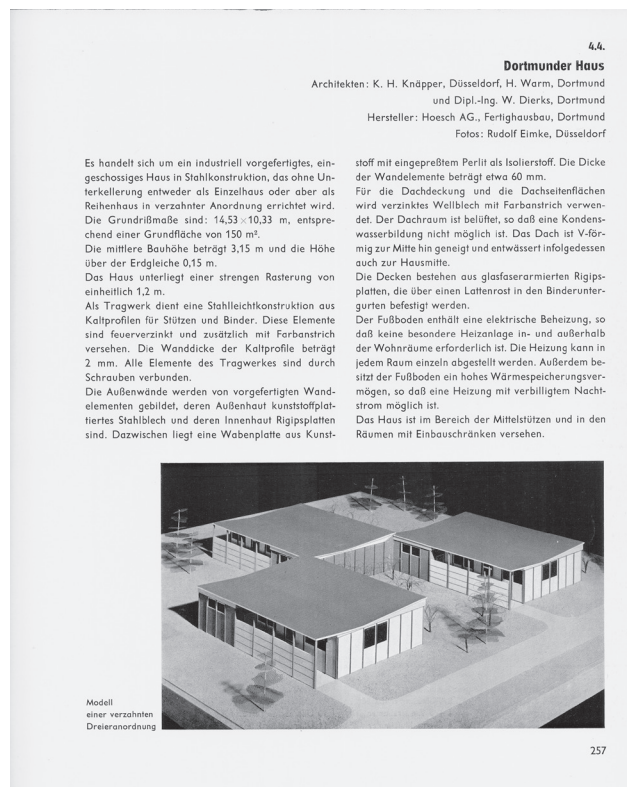 4.4.
Dortmunder Haus
Architekten: K. H. Knäpper, Düsseldorf, H. Warm, Dortmund
und Dipl.-Ing. W. Dierks, Dortmund
Hersteller: Hoesch AG., Fertighausbau, Dortmund
Fotos: Rudolf Eimke, Düsseldorf
Es handelt sich um ein industriell vorgefertigtes, ein-
geschossiges Haus in Stahlkonstruktion, das ohne Un-
terkellerung entweder als Einzelhaus oder aber als
Reihenhaus in verzahnter Anordnung errichtet wird.
Die Grundrißmaße sind: 14,53×10,33 m, entspre-
chend einer Grundfläche von 150 m².
Die mittlere Bauhöhe beträgt 3,15 m und die Höhe
über der Erdgleiche 0,15 m.
Das Haus unterliegt einer strengen Rasterung von
einheitlich 1,2 m.
Als Tragwerk dient eine Stahlleichtkonstruktion aus
Kaltprofilen für Stützen und Binder. Diese Elemente
sind feuerverzinkt und zusätzlich mit Farbanstrich
versehen. Die Wanddicke der Kaltprofile beträgt
2 mm. Alle Elemente des Tragwerkes sind durch
Schrauben verbunden.
Die Außenwände werden von vorgefertigten Wand-
elementen gebildet, deren Außenhaut kunststoffplat-
tiertes Stahlblech und deren Innenhaut Rigipsplatten
sind. Dazwischen liegt eine Wabenplatte aus Kunst-
stoff mit eingepreßtem Perlit als Isolierstoff. Die Dicke
der Wandelemente beträgt etwa 60 mm.
Für die Dachdeckung und die Dachseitenflächen
wird verzinktes Wellblech mit Farbanstrich verwen-
det. Der Dachraum ist belüftet, so daß eine Kondens-
wasserbildung nicht möglich ist. Das Dach ist V-för-
mig zur Mitte hin geneigt und entwässert infolgedessen
auch zur Hausmitte.
Die Decken bestehen aus glasfaserarmierten Rigips-
platten, die über einen Lattenrost in den Binderunter-
gurten befestigt werden.
Der Fußboden enthält eine elektrische Beheizung, so
daß keine besondere Heizanlage in- und außerhalb
der Wohnräume erforderlich ist. Die Heizung kann in
jedem Raum einzeln abgestellt werden. Außerdem be-
sitzt der Fußboden ein hohes Wärmespeicherungsver-
mögen, so daß eine Heizung mit verbilligtem Nacht-
strom möglich ist.
Das Haus ist im Bereich der Mittelstützen und in den
Räumen mit Einbauschränken versehen.
Modell
einer verzahnten
Dreieranordnung
257